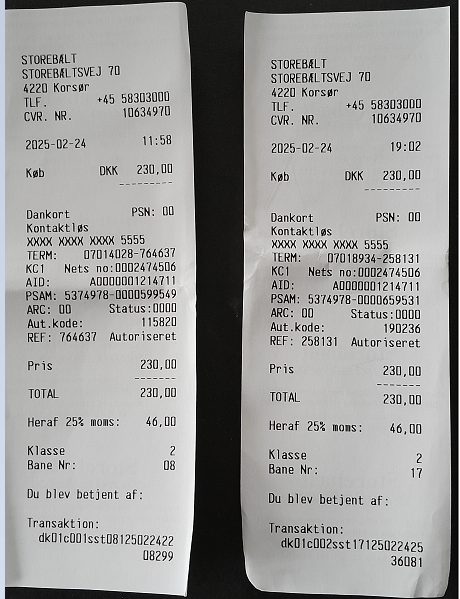 STOREBÆLT
STOREBÆLTSVEJ 70
4220 Korsør
TLF. +45 58303000
CVR. NR. 10634970
2025-02-24 11:58
Køb DKK 230,00
---------
Dankort PSN: 00
Kontaktløs
XXXX XXXX XXXX 5555
TERM: 07014028-764637
KC1 Nets no:0002474506
AID: A0000001214711
PSAM: 5374978-0000599549
ARC: 00 Status:0000
Aut.kode: 115820
REF: 764637 Autoriseret
Pris 230,00
-------
TOTAL 230,00
Heraf 25% moms: 46,00
Klasse 2
Bane Nr: 08
Du blev betjent af:
Transaktion:
dk01c001sst08125022422
08299
STOREBÆLT
STOREBÆLTSVEJ 70
4220 Korsør
TLF. +45 58303000
CVR. NR. 10634970
2025-02-24 19:02
Køb DKK 230,00
---------
Dankort PSN: 00
Kontaktløs
XXXX XXXX XXXX 5555
TERM: 07018934-258131
KC1 Nets no:0002474506
AID: A0000001214711
PSAM: 5374978-0000659531
ARC: 00 Status:0000
Aut.kode: 190236
REF: 258131 Autoriseret
Pris 230,00
-------
TOTAL 230,00
Heraf 25% moms: 46,00
Klasse 2
Bane Nr: 17
Du blev betjent af:
Transaktion:
dk01c002sst17125022425
36081